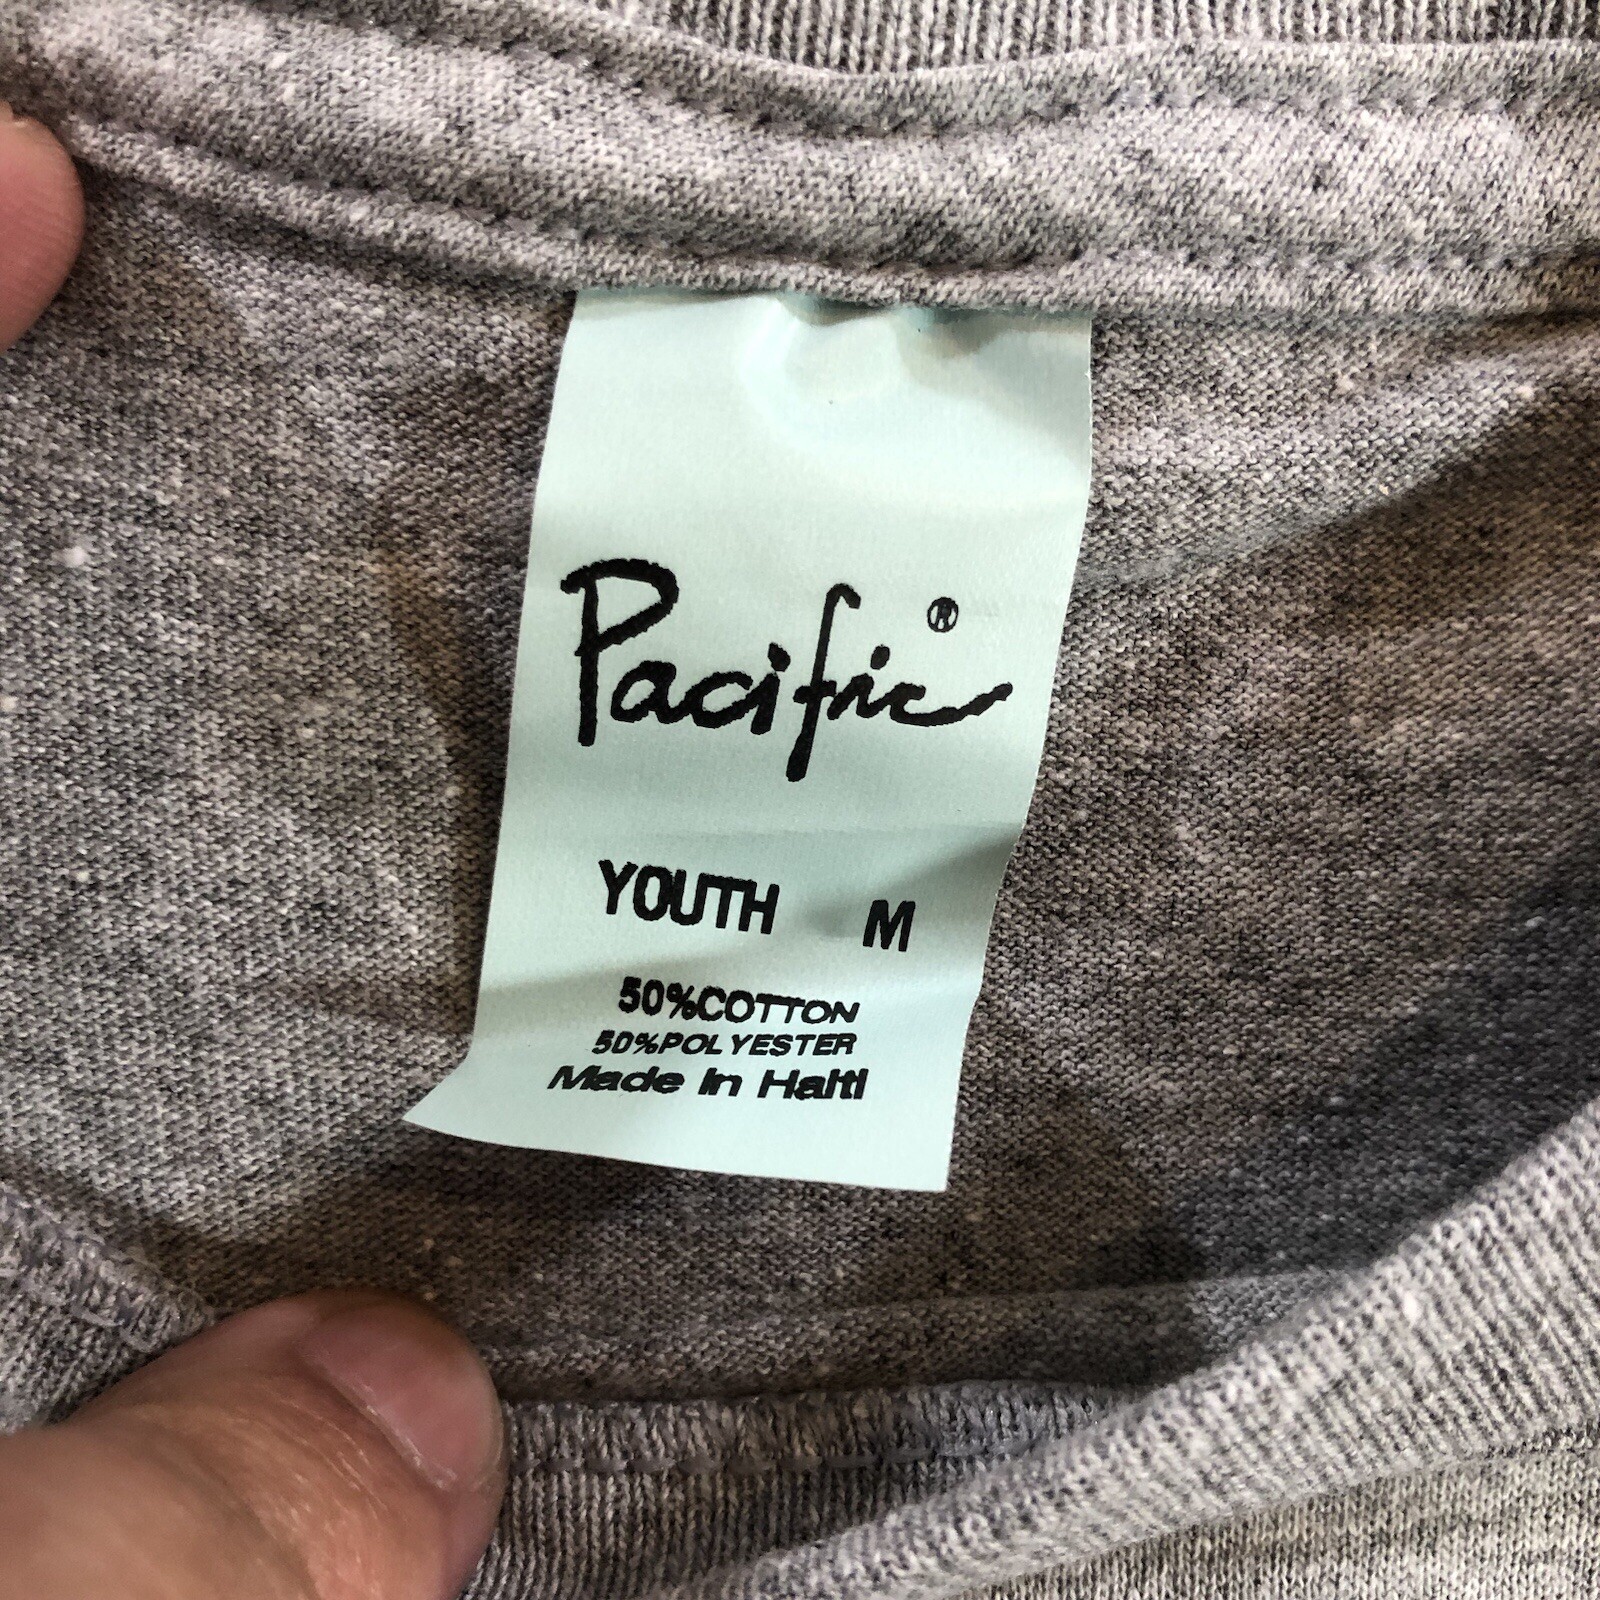 Pacific®
YOUTH M
50%COTTON
50%POLYESTER
Made In Haiti